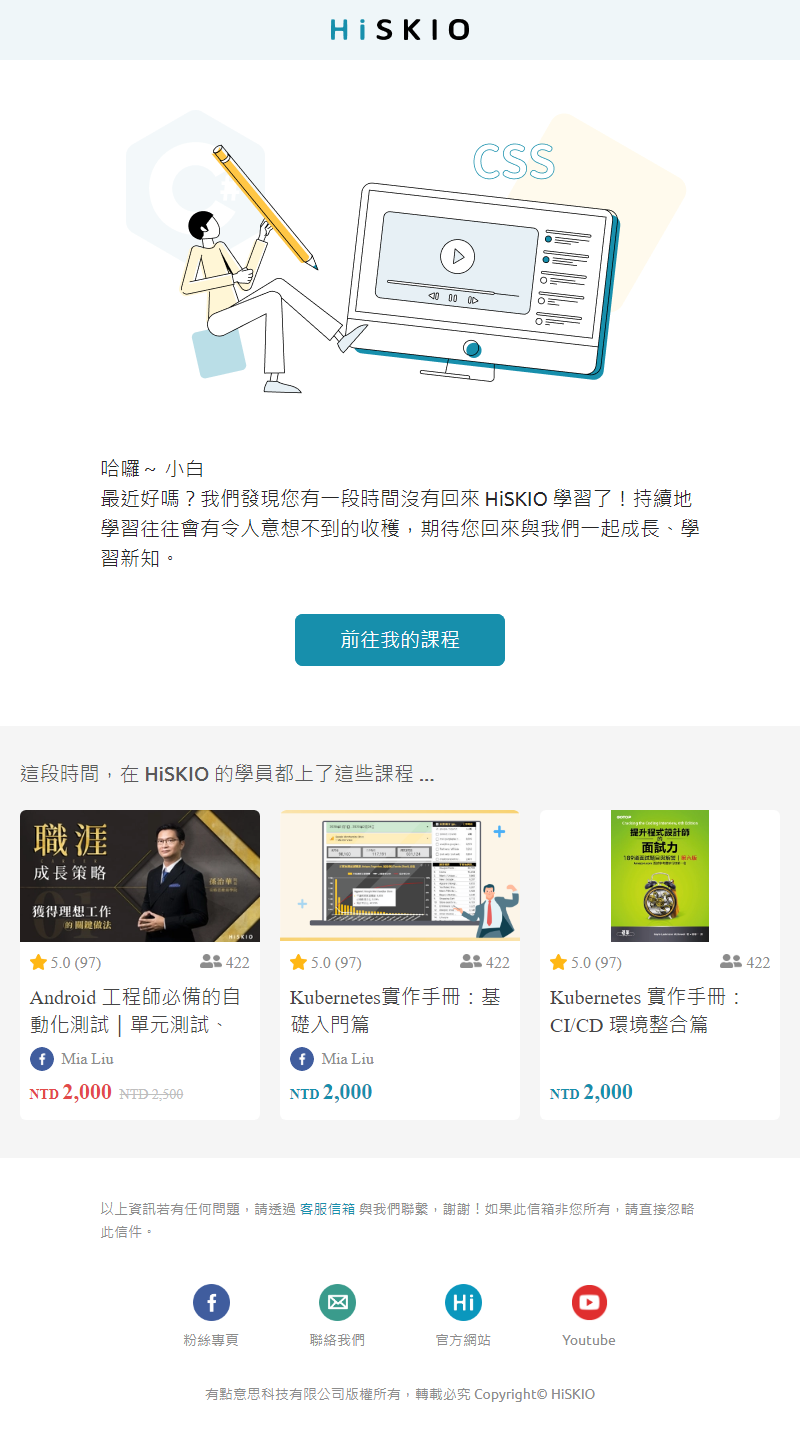 HiSKIO
CSS
哈囉～ 小白
最近好嗎？我們發現您有一段時間沒有回來 HiSKIO 學習了！持續地
學習往往會有令人意想不到的收穫，期待您回來與我們一起成長、學
習新知。
前往我的課程
這段時間，在 HiSKIO 的學員都上了這些課程 ...
職涯
CAREER
成長策略
獲得理想工作
的關鍵做法
HiSKIO
提升程式設計師
的
面試力
5.0 (97)
422
5.0 (97)
422
5.0 (97)
422
Android 工程師必備的自
動化測試 | 單元測試、
Kubernetes實作手冊：基
礎入門篇
Kubernetes 實作手冊：
CI/CD 環境整合篇
Mia Liu
Mia Liu
NTD 2,000 NTD 2,500
NTD 2,000
NTD 2,000
以上資訊若有任何問題，請透過 客服信箱 與我們聯繫，謝謝！如果此信箱非您所有，請直接忽略
此信件。
Hi
粉絲專頁
聯絡我們
官方網站
Youtube
有點意思科技有限公司版權所有，轉載必究 Copyright© HiSKIO